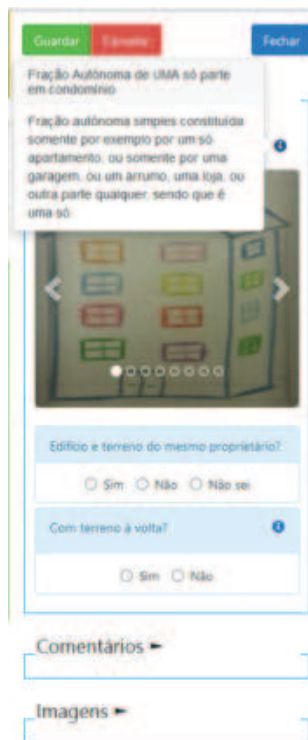 Guardar Cancelar Fechar
Fração Autónoma de UMA só parte
em condomínio
Fração autónoma simples constituída
somente por exemplo por um só
apartamento, ou somente por uma
garagem, ou um arrumo, uma loja, ou
outra parte qualquer, sendo que é
uma só.
Edifício e terreno do mesmo proprietário?
Sim Não Não sei
Com terreno à volta?
Sim Não
Comentários
Imagens